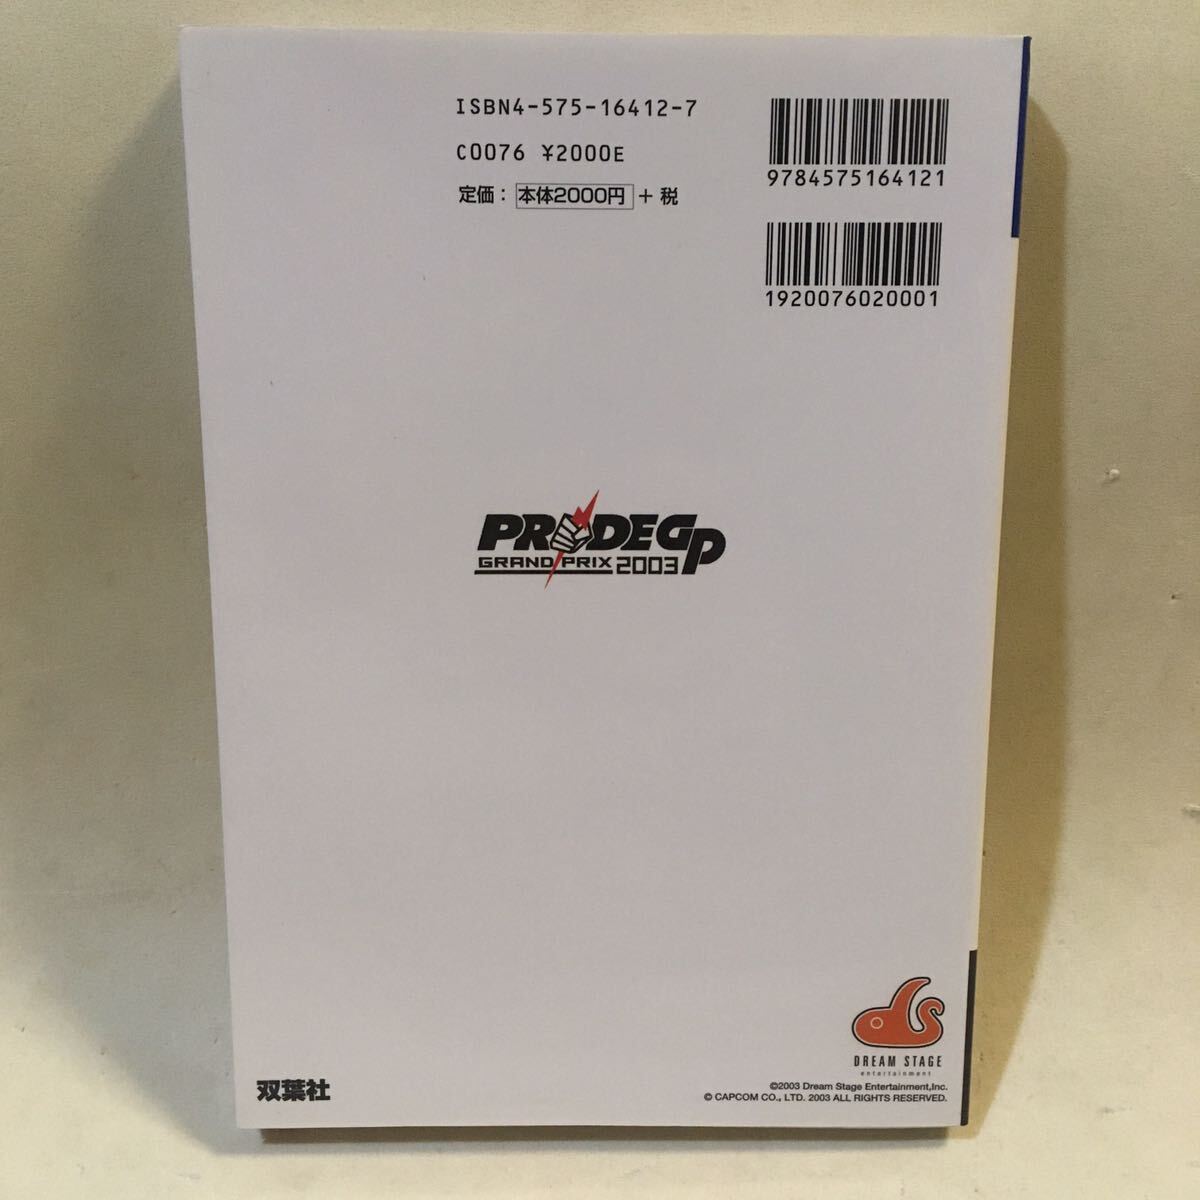 ISBN4-575-16412-7
C0076 ¥2000E
定価： 本体2000円 + 税
9784575164121
1920076020001
PRIDEGP
GRAND PRIX 2003
DREAM STAGE
entertainment
双葉社
©2003 Dream Stage Entertainment,Inc.
© CAPCOM CO., LTD. 2003 ALL RIGHTS RESERVED.